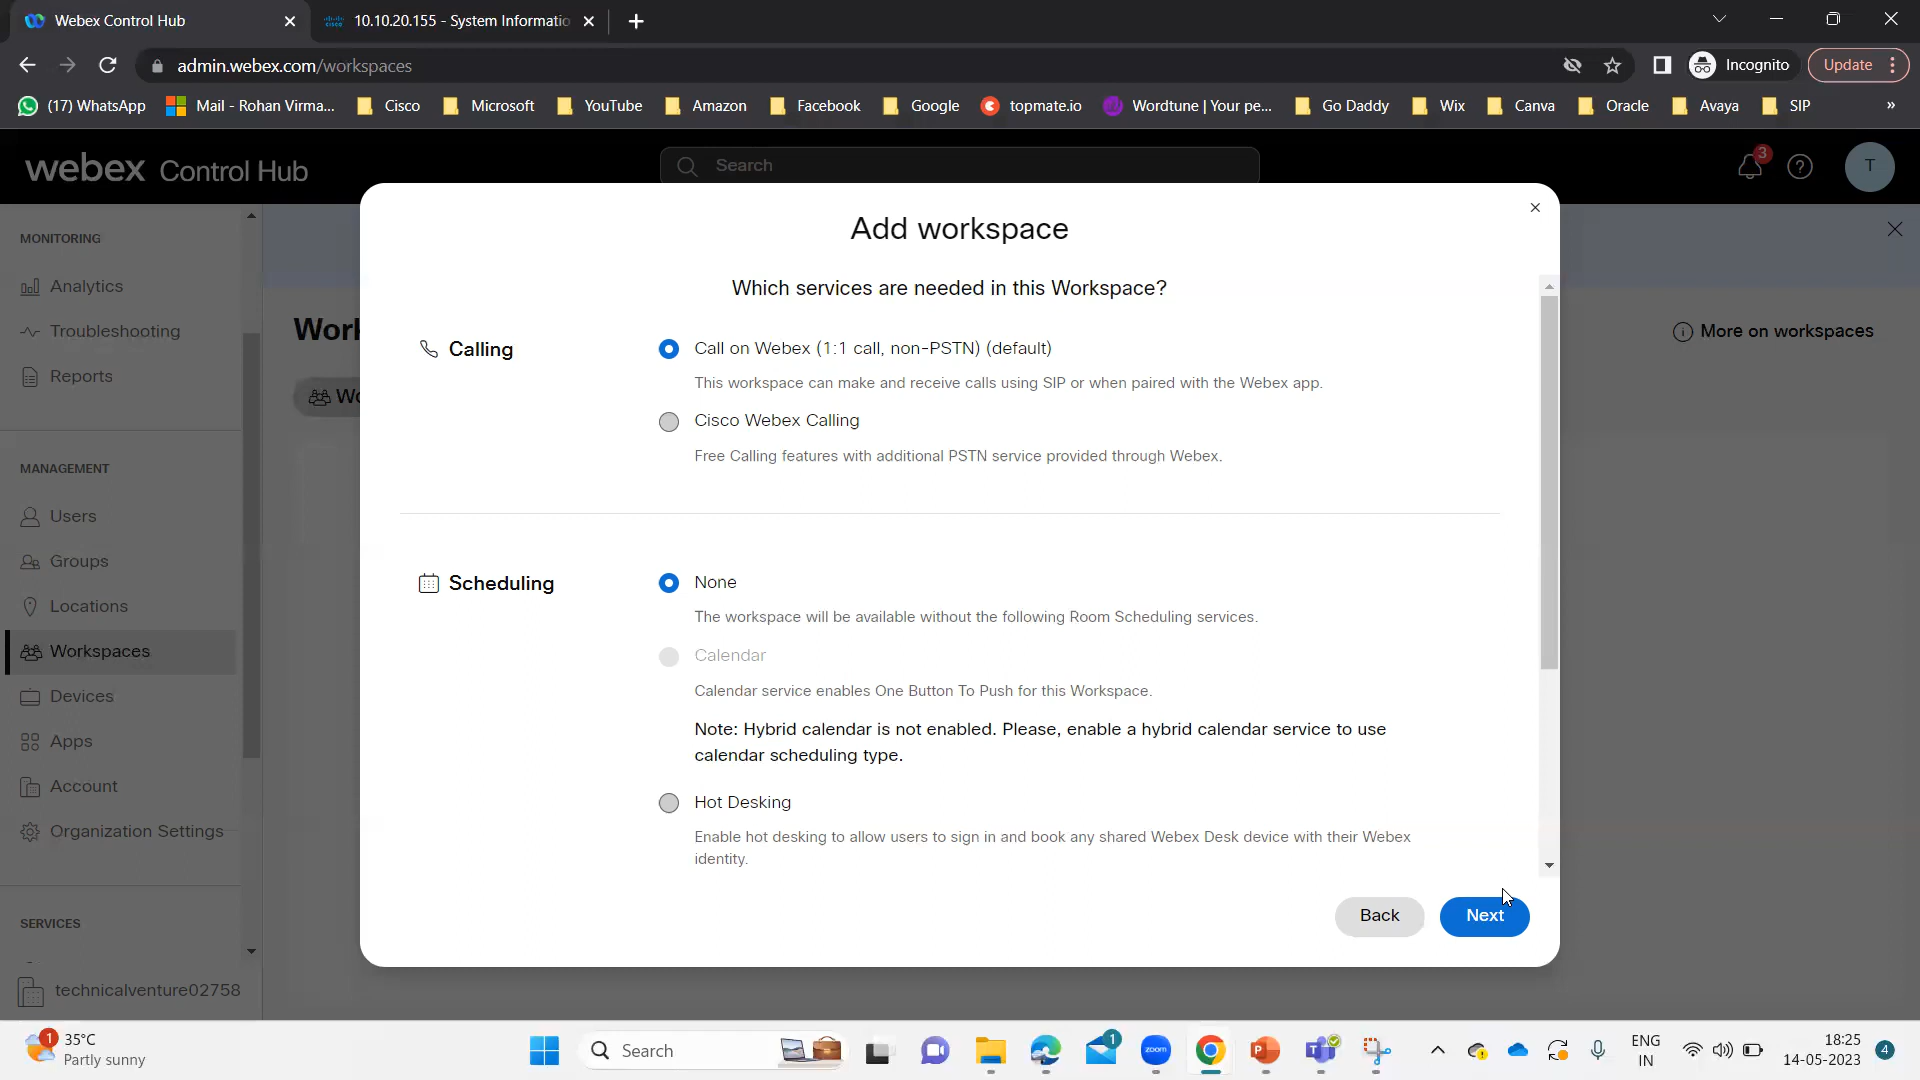 Webex Control Hub
10.10.20.155 - System Informatio
admin.webex.com/workspaces
Incognito
Update
(17) WhatsApp
Mail - Rohan Virma...
Cisco
Microsoft
YouTube
Amazon
Facebook
Google
topmate.io
Wordtune | Your pe...
Go Daddy
Wix
Canva
Oracle
Avaya
SIP
»
webex Control Hub
Search
3
T
MONITORING
Analytics
Troubleshooting
Reports
MANAGEMENT
Users
Groups
Locations
Workspaces
Devices
Apps
Account
Organization Settings
SERVICES
technicalventure02758
Work
Wo
More on workspaces
Add workspace
Which services are needed in this Workspace?
Calling
Call on Webex (1:1 call, non-PSTN) (default)
This workspace can make and receive calls using SIP or when paired with the Webex app.
Cisco Webex Calling
Free Calling features with additional PSTN service provided through Webex.
Scheduling
None
The workspace will be available without the following Room Scheduling services.
Calendar
Calendar service enables One Button To Push for this Workspace.
Note: Hybrid calendar is not enabled. Please, enable a hybrid calendar service to use
calendar scheduling type.
Hot Desking
Enable hot desking to allow users to sign in and book any shared Webex Desk device with their Webex
identity.
Back
Next
1
35°C
Partly sunny
Search
1
zoom
ENG
IN
18:25
14-05-2023
4